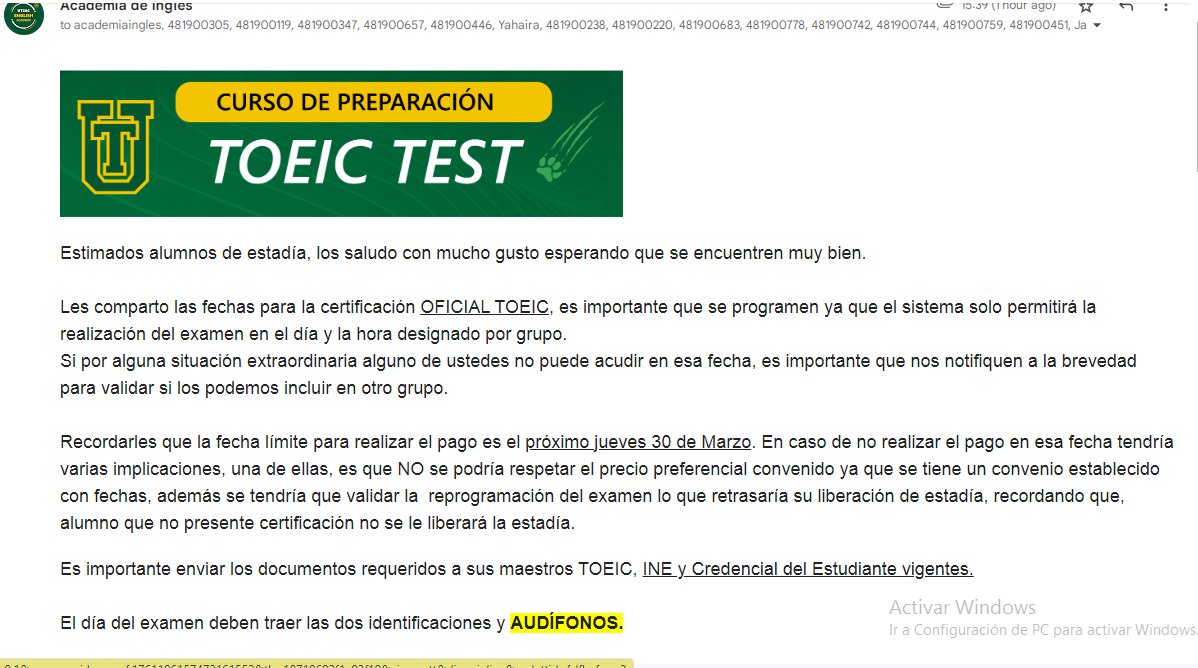 Academia de Inglés
15:39 (1 hour ago)
to academiaingles, 481900305, 481900119, 481900347, 481900657, 481900446, Yahaira, 481900238, 481900220, 481900683, 481900778, 481900742, 481900744, 481900759, 481900451, Ja
CURSO DE PREPARACIÓN
TOEIC TEST
Estimados alumnos de estadía, los saludo con mucho gusto esperando que se encuentren muy bien.
Les comparto las fechas para la certificación OFICIAL TOEIC, es importante que se programen ya que el sistema solo permitirá la
realización del examen en el día y la hora designado por grupo.
Si por alguna situación extraordinaria alguno de ustedes no puede acudir en esa fecha, es importante que nos notifiquen a la brevedad
para validar si los podemos incluir en otro grupo.
Recordarles que la fecha límite para realizar el pago es el próximo jueves 30 de Marzo. En caso de no realizar el pago en esa fecha tendría
varias implicaciones, una de ellas, es que NO se podría respetar el precio preferencial convenido ya que se tiene un convenio establecido
con fechas, además se tendría que validar la  reprogramación del examen lo que retrasaría su liberación de estadía, recordando que,
alumno que no presente certificación no se le liberará la estadía.
Es importante enviar los documentos requeridos a sus maestros TOEIC, INE y Credencial del Estudiante vigentes.
El día del examen deben traer las dos identificaciones y AUDÍFONOS.
Activar Windows
Ir a Configuración de PC para activar Windows.